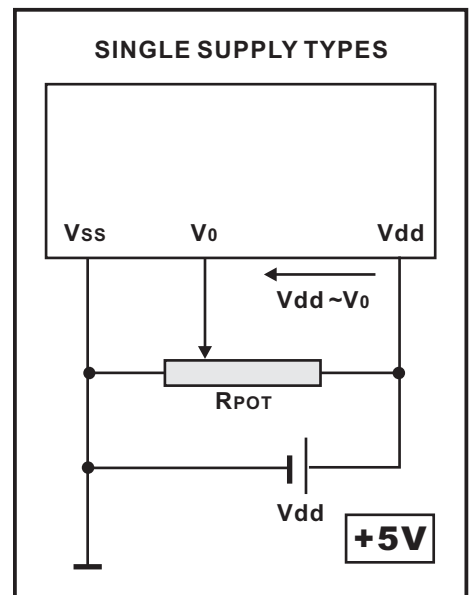 SINGLE SUPPLY TYPES
Vss V0 Vdd
Vdd ~V0
RPOT
Vdd
+5V